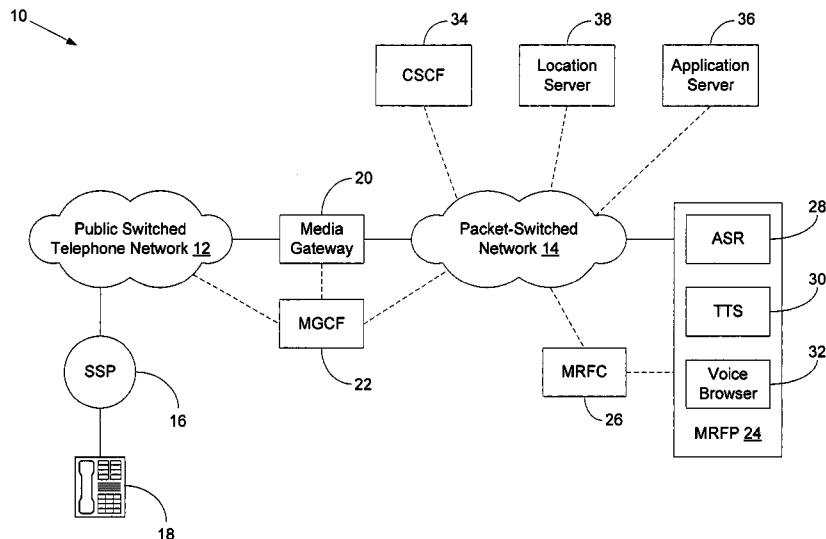 10
34
38
36
CSCF
Location
Server
Application
Server
20
Public Switched
Telephone Network 12
Media
Gateway
Packet-Switched
Network 14
28
ASR
30
TTS
MGCF
22
32
SSP
16
MRFC
26
Voice
Browser
MRFP 24
18